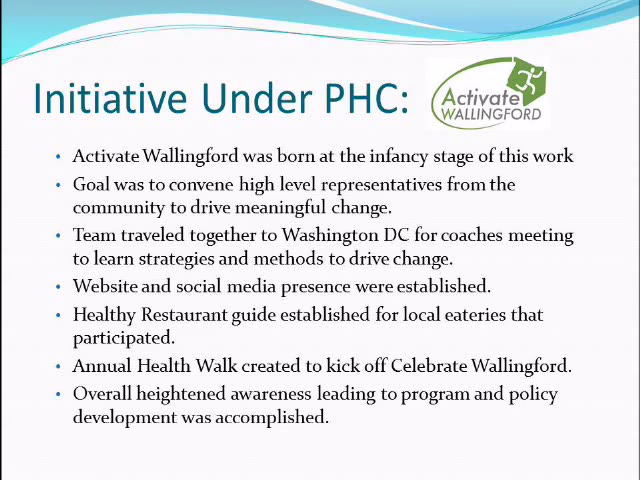 Initiative Under PHC:
Activate
WALLINGFORD
• Activate Wallingford was born at the infancy stage of this work
• Goal was to convene high level representatives from the
community to drive meaningful change.
• Team traveled together to Washington DC for coaches meeting
to learn strategies and methods to drive change.
• Website and social media presence were established.
• Healthy Restaurant guide established for local eateries that
participated.
• Annual Health Walk created to kick off Celebrate Wallingford.
• Overall heightened awareness leading to program and policy
development was accomplished.